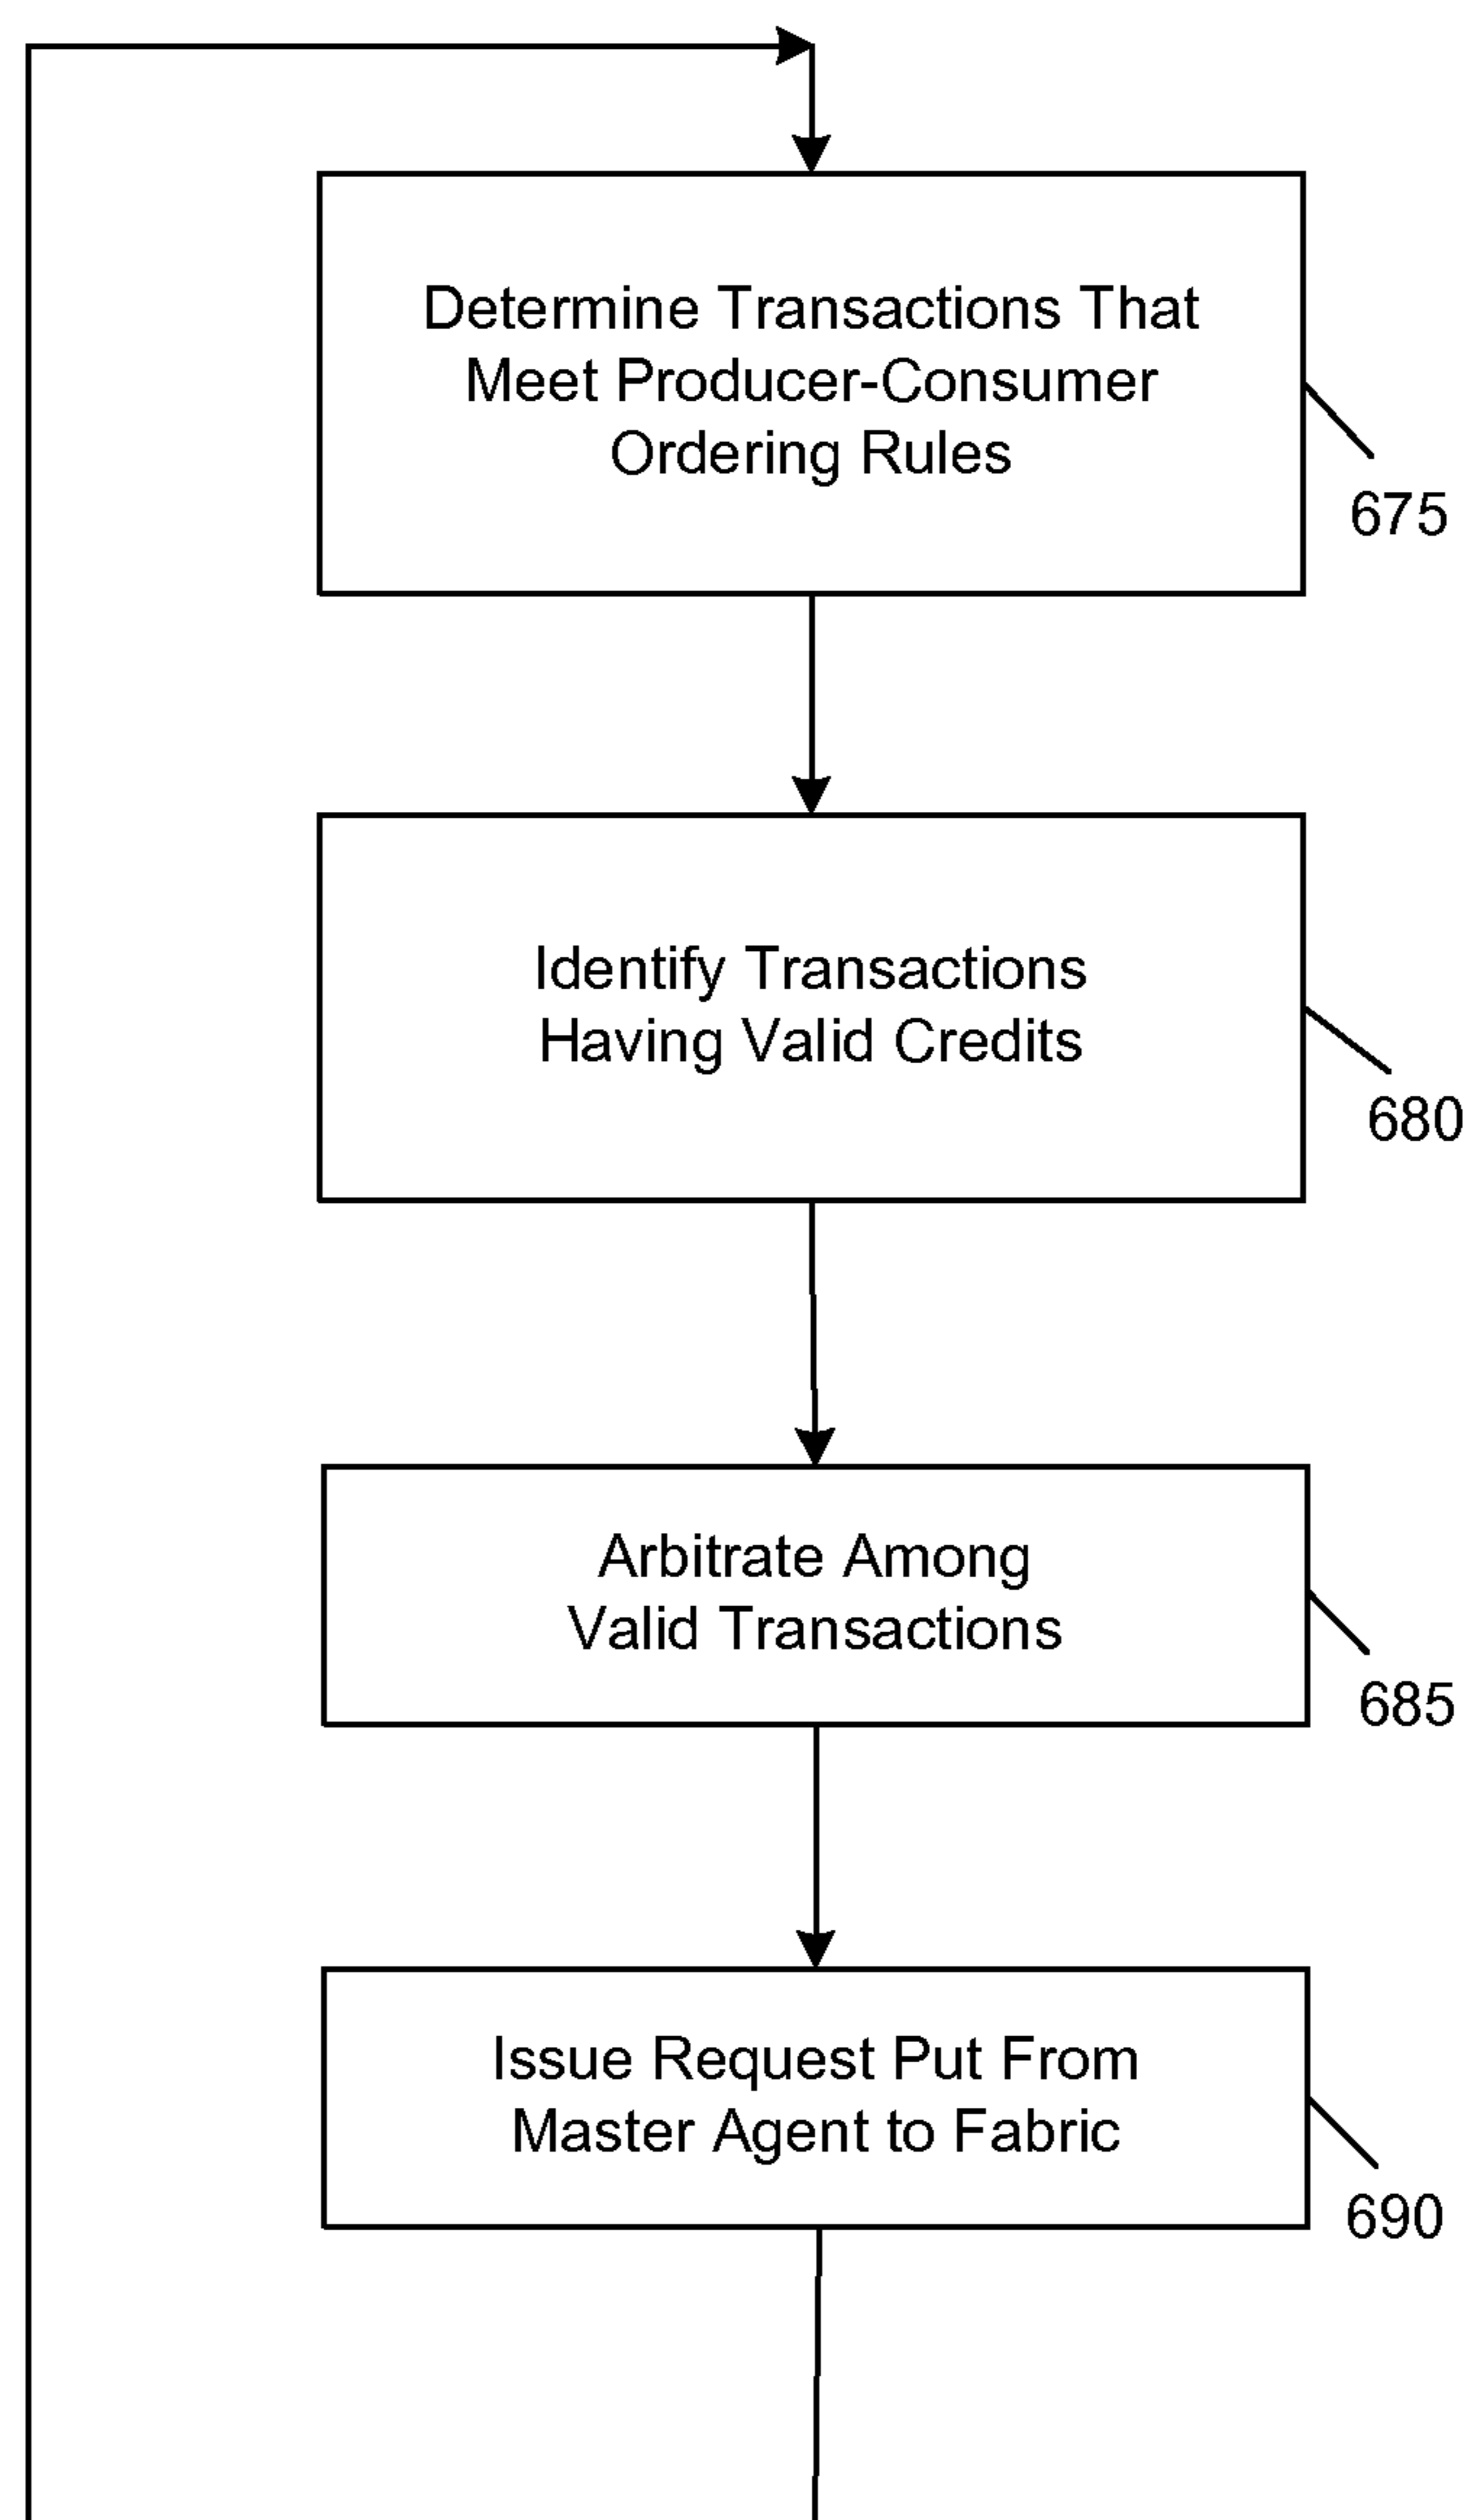 Determine Transactions That
Meet Producer-Consumer
Ordering Rules
675
Identify Transactions
Having Valid Credits
680
Arbitrate Among
Valid Transactions
685
Issue Request Put From
Master Agent to Fabric
690